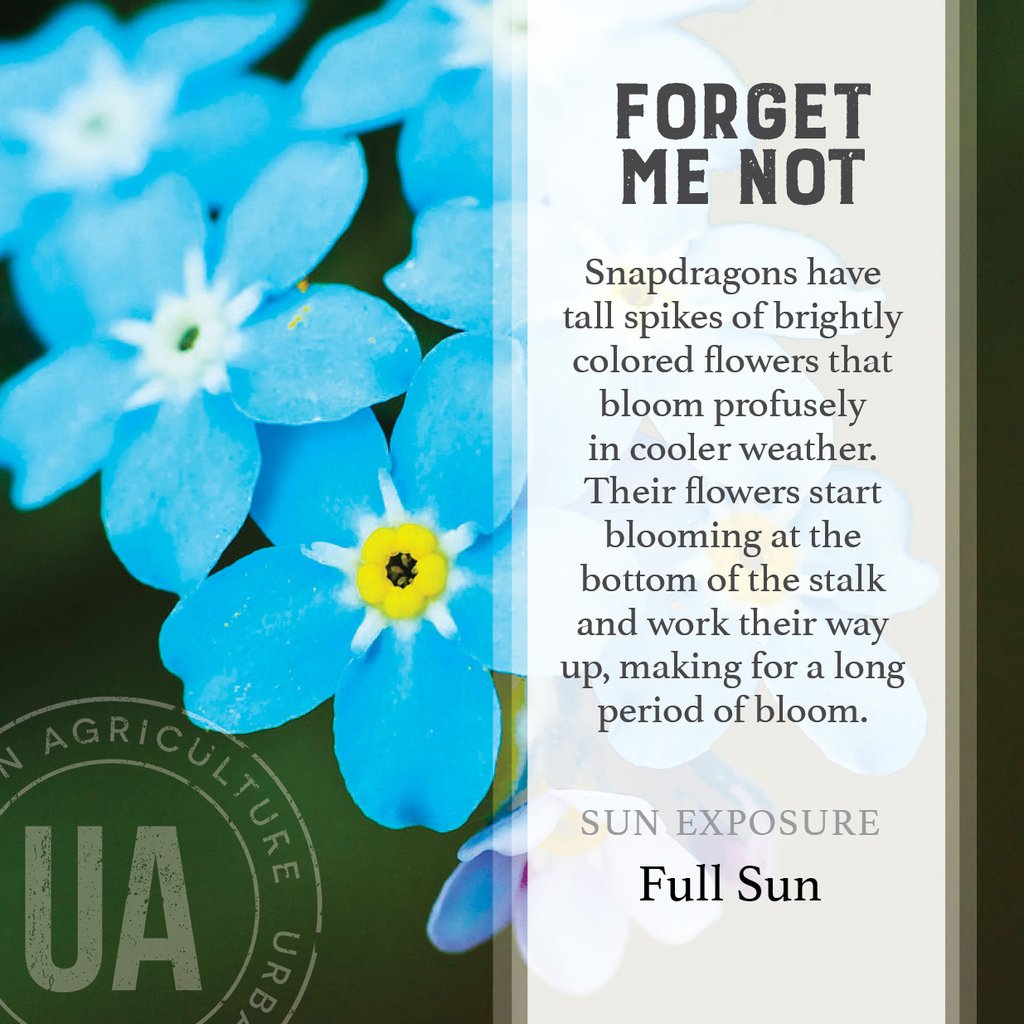 FORGET
ME NOT
Snapdragons have
tall spikes of brightly
colored flowers that
bloom profusely
in cooler weather.
Their flowers start
blooming at the
bottom of the stalk
and work their way
up, making for a long
period of bloom.
SUN EXPOSURE
Full Sun
N AGRICULTURE URBA
UA